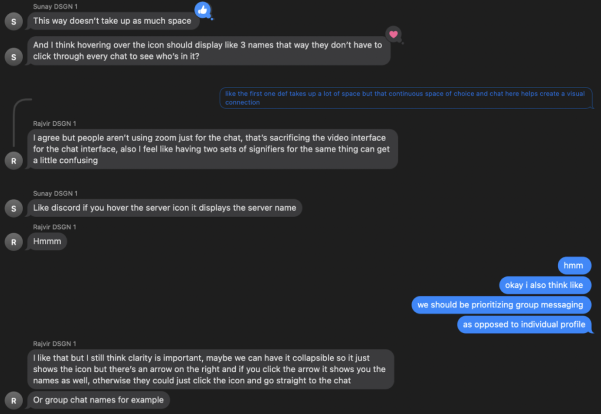 Sunay DSGN 1
S
This way doesn't take up as much space
S
And I think hovering over the icon should display like 3 names that way they don't have to
click through every chat to see who's in it?
like the first one def takes up a lot of space but that continuous space of choice and chat here helps create a visual
connection
Rajvir DSGN 1
R
I agree but people aren't using zoom just for the chat, that's sacrificing the video interface
for the chat interface, also I feel like having two sets of signifiers for the same thing can get
a little confusing
Sunay DSGN 1
S
Like discord if you hover the server icon it displays the server name
Rajvir DSGN 1
R
Hmmm
hmm
okay i also think like
we should be prioritizing group messaging
as opposed to individual profile
Rajvir DSGN 1
I like that but I still think clarity is important, maybe we can have it collapsible so it just
shows the icon but there's an arrow on the right and if you click the arrow it shows you the
names as well, otherwise they could just click the icon and go straight to the chat
R
Or group chat names for example